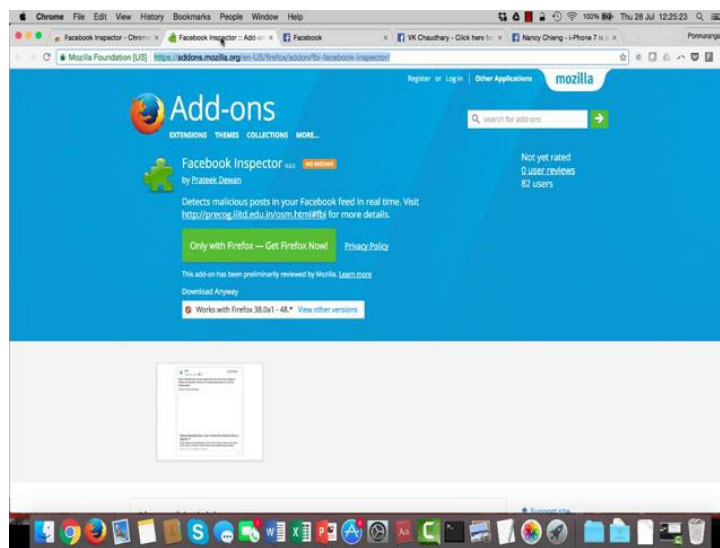 Chrome File Edit View History Bookmarks People Window Help 100% Thu 28 Jul 12:25:23
Facebook Inspector - Chrom × Facebook Inspector :: Add-on × Facebook × VK Chaudhary - Click here for × Nancy Chieng - i-Phone 7 is ×
Mozilla Foundation [US] https://addons.mozilla.org/en-US/firefox/addon/fbi-facebook-inspector/
Register or Log in Other Applications mozilla
Add-ons
EXTENSIONS THEMES COLLECTIONS MORE...
search for add-ons
Facebook Inspector NO RESTART
by Prateek Dewan
Not yet rated
0 user reviews
82 users
Detects malicious posts in your Facebook feed in real time. Visit
http://precog.iiitd.edu.in/osm.html#fbi for more details.
Only with Firefox — Get Firefox Now! Privacy Policy
This add-on has been preliminarily reviewed by Mozilla. Learn more
Download Anyway
Works with Firefox 38.0a1 - 48.* View other versions
Support site